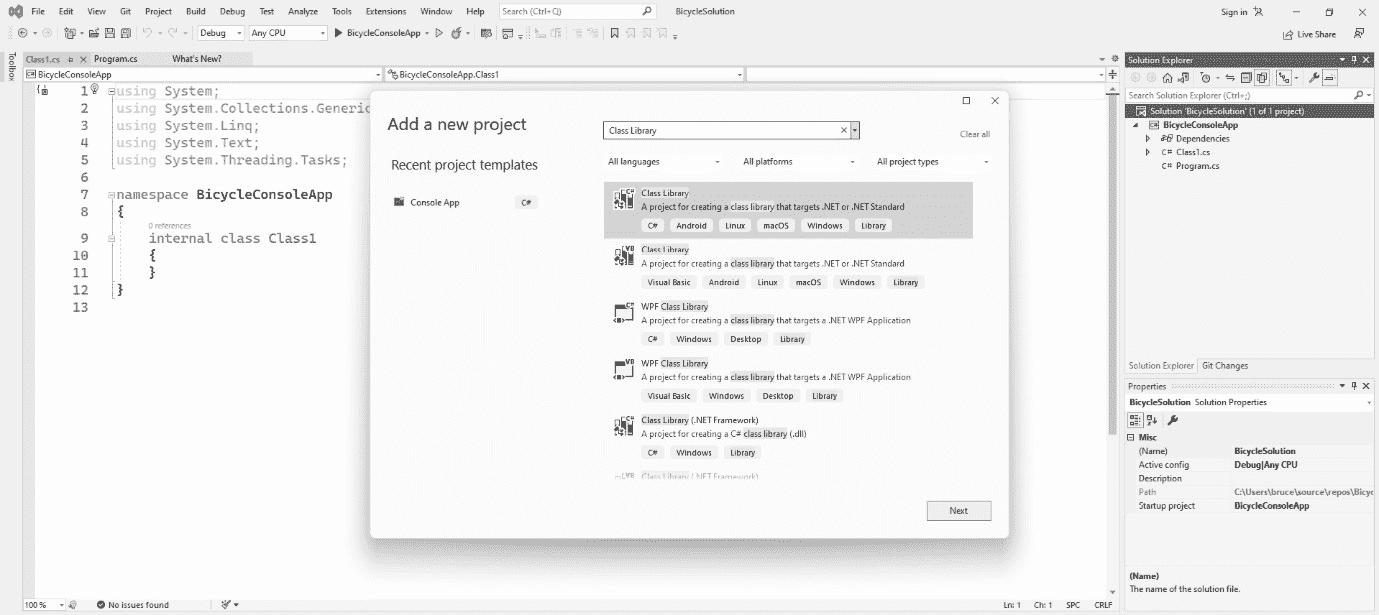 File Edit View Git Project Build Debug Test Analyze Tools Extensions Window Help Search (Ctrl+Q) BicycleSolution Sign in
Debug Any CPU BicycleConsoleApp Live Share
Toolbox
Class1.cs Program.cs What's New?
BicycleConsoleApp BicycleConsoleApp.Class1
1 using System;
2 using System.Collections.Generic
3 using System.Linq;
4 using System.Text;
5 using System.Threading.Tasks;
6
7 namespace BicycleConsoleApp
8 {
0 references
9 internal class Class1
10 {
11 }
12 }
13
Add a new project
Recent project templates
Console App C#
Class Library
Clear all
All languages All platforms All project types
Class Library
A project for creating a class library that targets .NET or .NET Standard
C# Android Linux macOS Windows Library
Class Library
A project for creating a class library that targets .NET or .NET Standard
Visual Basic Android Linux macOS Windows Library
WPF Class Library
A project for creating a class library that targets a .NET WPF Application
C# Windows Desktop Library
WPF Class Library
A project for creating a class library that targets a .NET WPF Application
Visual Basic Windows Desktop Library
Class Library (.NET Framework)
A project for creating a C# class library (.dll)
C# Windows Library
Class Library (.NET Framework)
Next
Solution Explorer
Search Solution Explorer (Ctrl+;)
Solution 'BicycleSolution' (1 of 1 project)
BicycleConsoleApp
Dependencies
C# Class1.cs
C# Program.cs
Solution Explorer Git Changes
Properties
BicycleSolution Solution Properties
Misc
(Name) BicycleSolution
Active config Debug|Any CPU
Description
Path C:\Users\bruce\source\repos\Bicyc
Startup project BicycleConsoleApp
(Name)
The name of the solution file.
100 % No issues found Ln: 1 Ch: 1 SPC CRLF